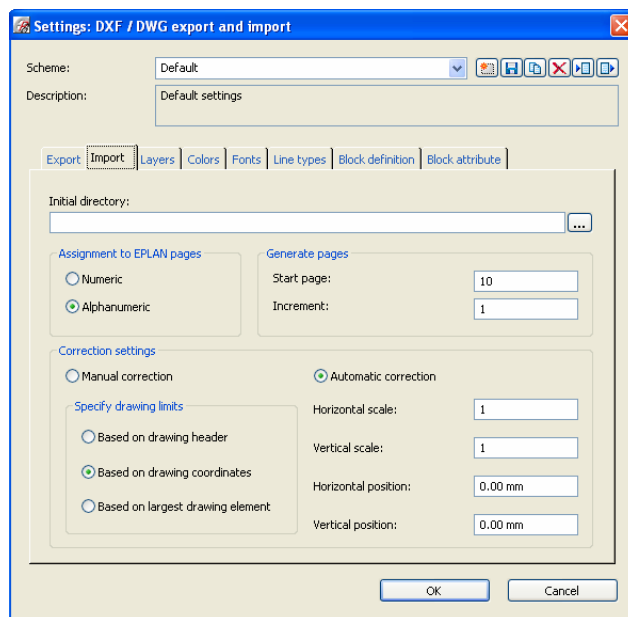 Settings: DXF / DWG export and import
Scheme: Default
Description: Default settings
Export Import Layers Colors Fonts Line types Block definition Block attribute
Initial directory:
...
Assignment to EPLAN pages
Numeric
Alphanumeric
Generate pages
Start page: 10
Increment: 1
Correction settings
Manual correction
Automatic correction
Specify drawing limits
Based on drawing header
Based on drawing coordinates
Based on largest drawing element
Horizontal scale: 1
Vertical scale: 1
Horizontal position: 0.00 mm
Vertical position: 0.00 mm
OK Cancel